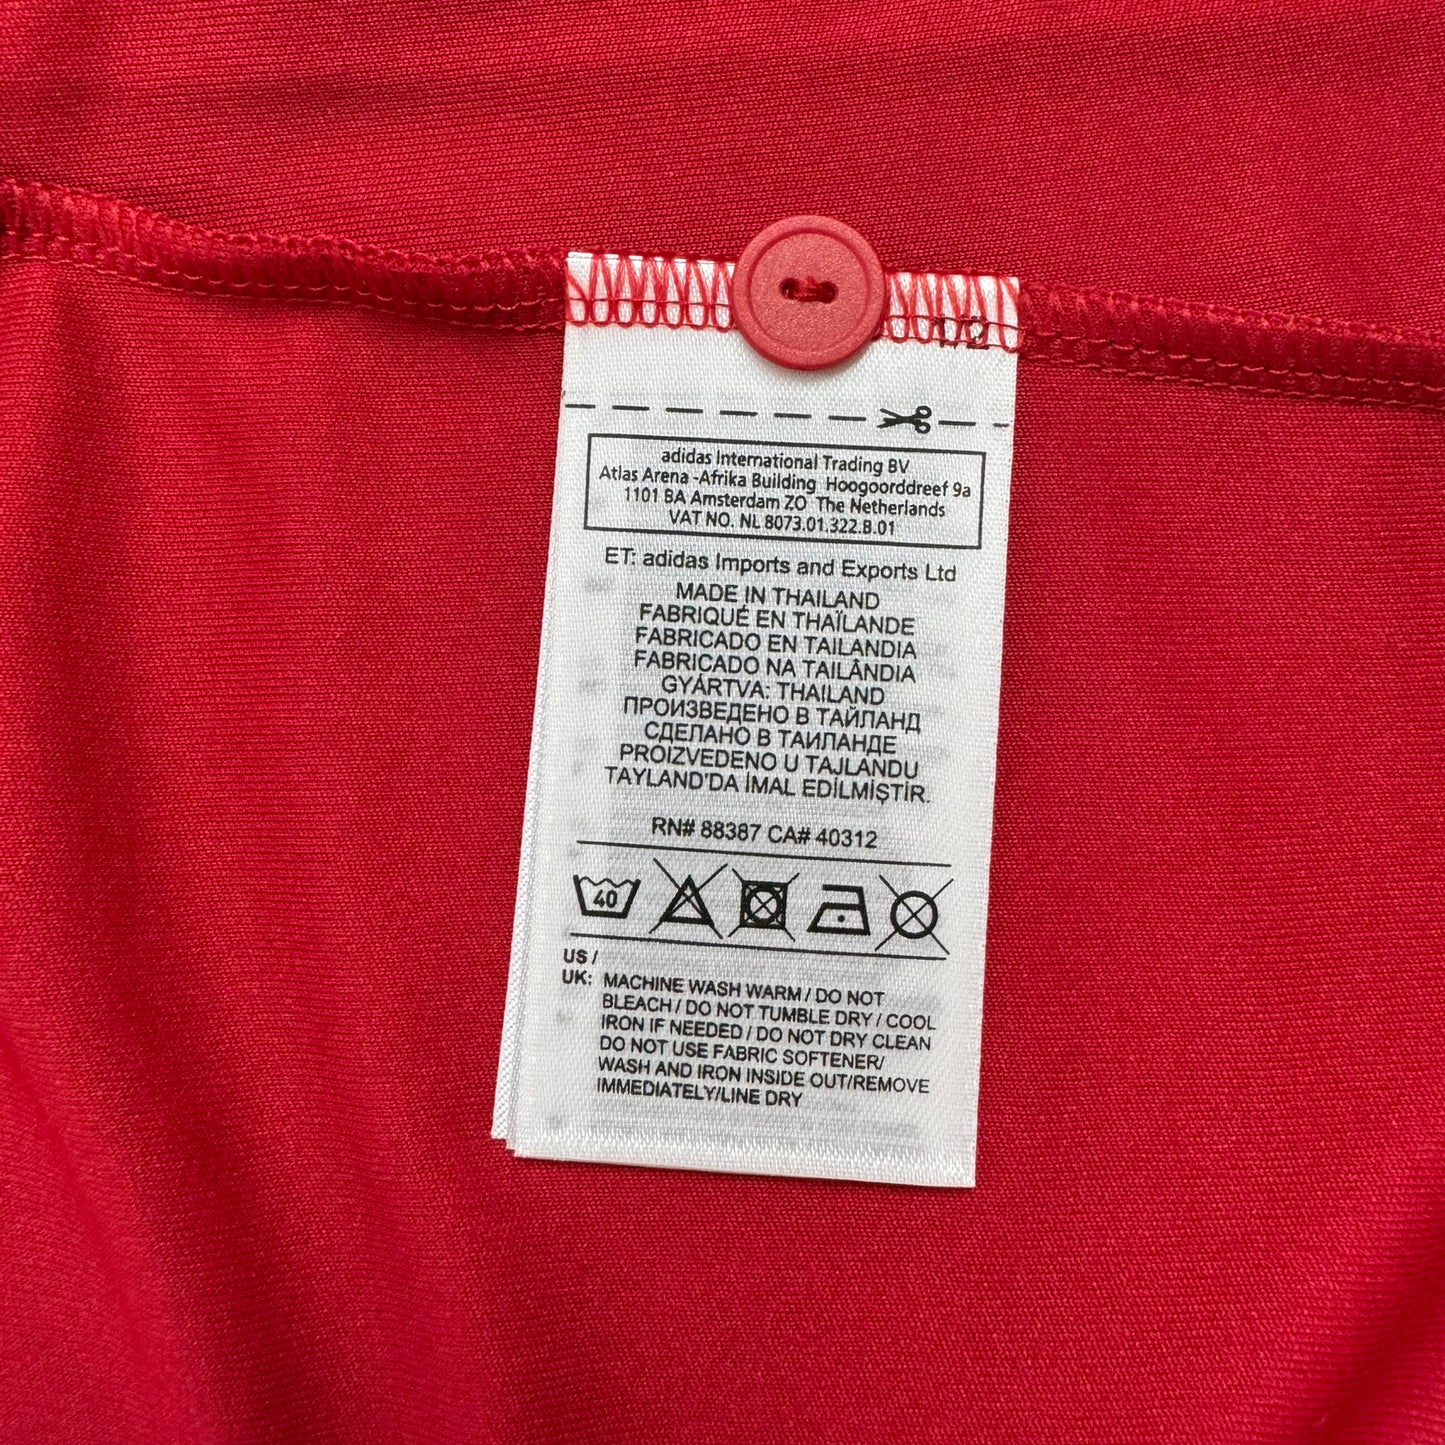 1/2
adidas International Trading BV
Atlas Arena -Afrika Building Hoogoorddreef 9a
1101 BA Amsterdam ZO The Netherlands
VAT NO. NL 8073.01.322.B.01
ET: adidas Imports and Exports Ltd
MADE IN THAILAND
FABRIQUÉ EN THAÏLANDE
FABRICADO EN TAILANDIA
FABRICADO NA TAILÂNDIA
GYÁRTVA: THAILAND
ПРОИЗВЕДЕНО В ТАЙЛАНД
СДЕЛАНО В ТАИЛАНДЕ
PROIZVEDENO U TAJLANDU
TAYLAND'DA İMAL EDİLMİŞTİR.
RN# 88387 CA# 40312
40
US /
UK: MACHINE WASH WARM / DO NOT
BLEACH / DO NOT TUMBLE DRY / COOL
IRON IF NEEDED / DO NOT DRY CLEAN
DO NOT USE FABRIC SOFTENER/
WASH AND IRON INSIDE OUT/REMOVE
IMMEDIATELY/LINE DRY